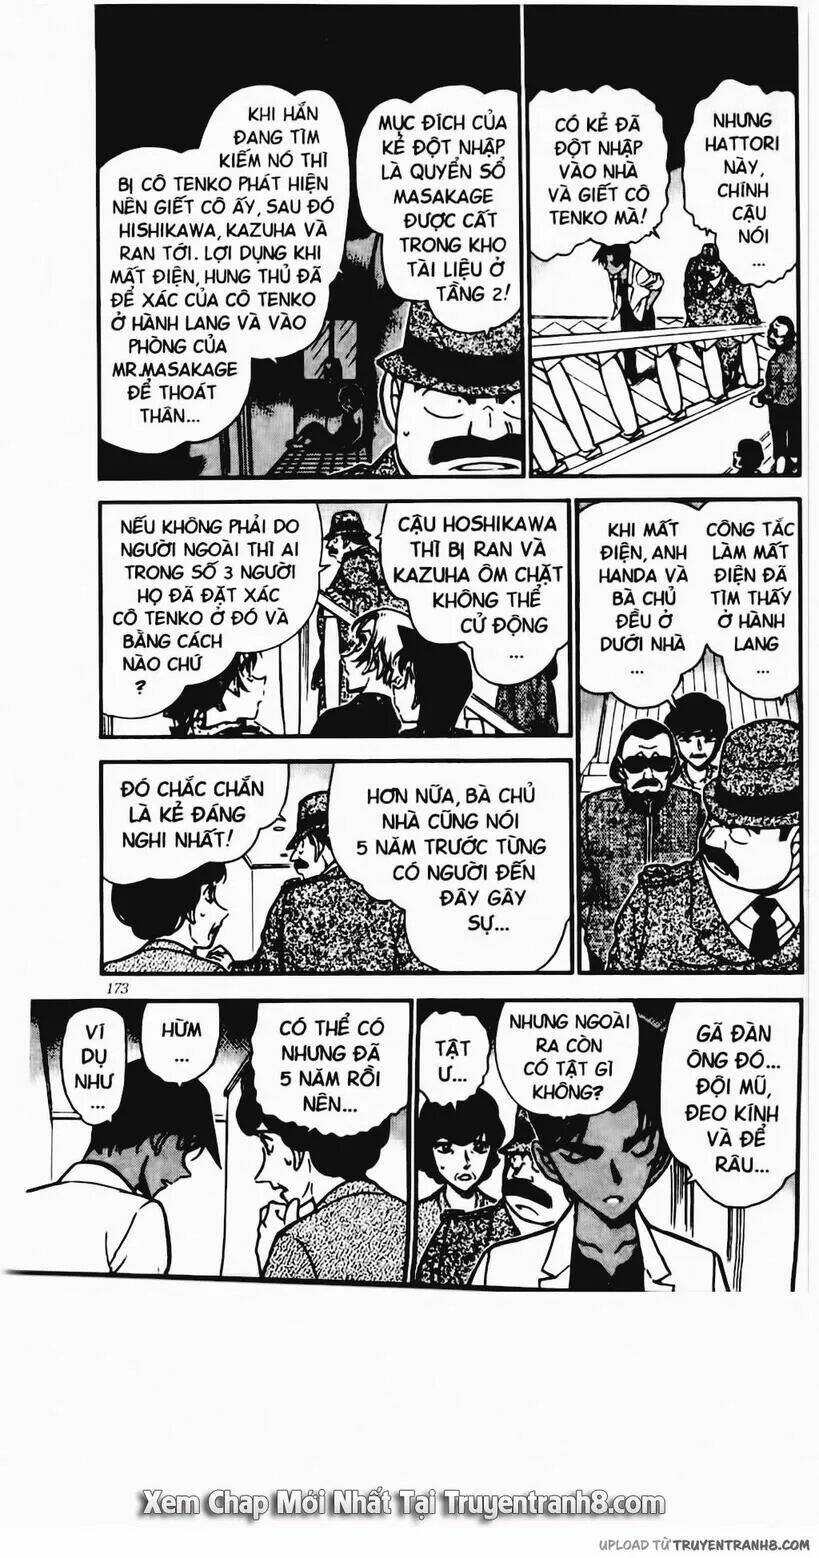 NHƯNG
HATTORI
NÀY,
CHÍNH
CẬU
NÓI
...
CÓ KẺ ĐÃ
ĐỘT NHẬP
VÀO NHÀ
VÀ GIẾT CÔ
TENKO MÀ!
MỤC ĐÍCH CỦA
KẺ ĐỘT NHẬP
LÀ QUYỂN SỔ
MASAKAGE
ĐƯỢC CẤT
TRONG KHO
TÀI LIỆU Ở
TẦNG 2!
KHI HẮN
ĐANG TÌM
KIẾM NÓ THÌ
BỊ CÔ TENKO PHÁT HIỆN
NÊN GIẾT CÔ ẤY, SAU ĐÓ
HISHIKAWA, KAZUHA VÀ
RAN TỚI. LỢI DỤNG KHI
MẤT ĐIỆN, HUNG THỦ ĐÃ
ĐỂ XÁC CỦA CÔ TENKO
Ở HÀNH LANG VÀ VÀO
PHÒNG CỦA
MR.MASAKAGE
ĐỂ THOÁT
THÂN...
CÔNG TẮC
LÀM MẤT
ĐIỆN ĐÃ
TÌM THẤY
Ở HÀNH
LANG
...
KHI MẤT
ĐIỆN, ANH
HANDA VÀ
BÀ CHỦ
ĐỀU Ở
DƯỚI NHÀ
...
CẬU HOSHIKAWA
THÌ BỊ RAN VÀ
KAZUHA ÔM CHẶT
KHÔNG THỂ
CỬ ĐỘNG
...
NẾU KHÔNG PHẢI DO
NGƯỜI NGOÀI THÌ AI
TRONG SỐ 3 NGƯỜI
HỌ ĐÃ ĐẶT XÁC
CÔ TENKO Ở ĐÓ VÀ
BẰNG CÁCH
NÀO CHỨ
?
HƠN NỮA, BÀ CHỦ
NHÀ CŨNG NÓI
5 NĂM TRƯỚC TỪNG
CÓ NGƯỜI ĐẾN
ĐÂY GÂY
SỰ...
ĐÓ CHẮC CHẮN
LÀ KẺ ĐÁNG
NGHI NHẤT!
173
GÃ ĐÀN
ÔNG ĐÓ...
ĐỘI MŨ,
ĐEO KÍNH
VÀ ĐỂ
RÂU...
NHƯNG NGOÀI
RA CÒN
CÓ TẬT GÌ
KHÔNG?
TẬT
Ư...
CÓ THỂ CÓ
NHƯNG ĐÃ
5 NĂM RỒI
NÊN...
HỪM
...
VÍ
DỤ
NHƯ
...
Xem Chap Mới Nhất Tại Truyentranh8.com
UPLOAD TỪ TRUYENTRANH8.COM